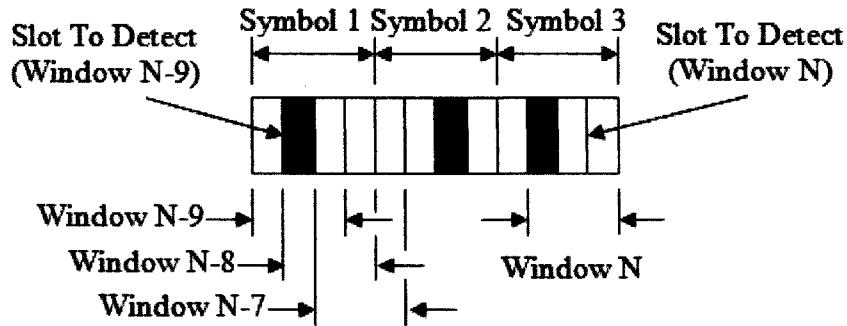 Symbol 1 Symbol 2 Symbol 3
Slot To Detect
(Window N-9)
Slot To Detect
(Window N)
Window N-9
Window N-8
Window N
Window N-7